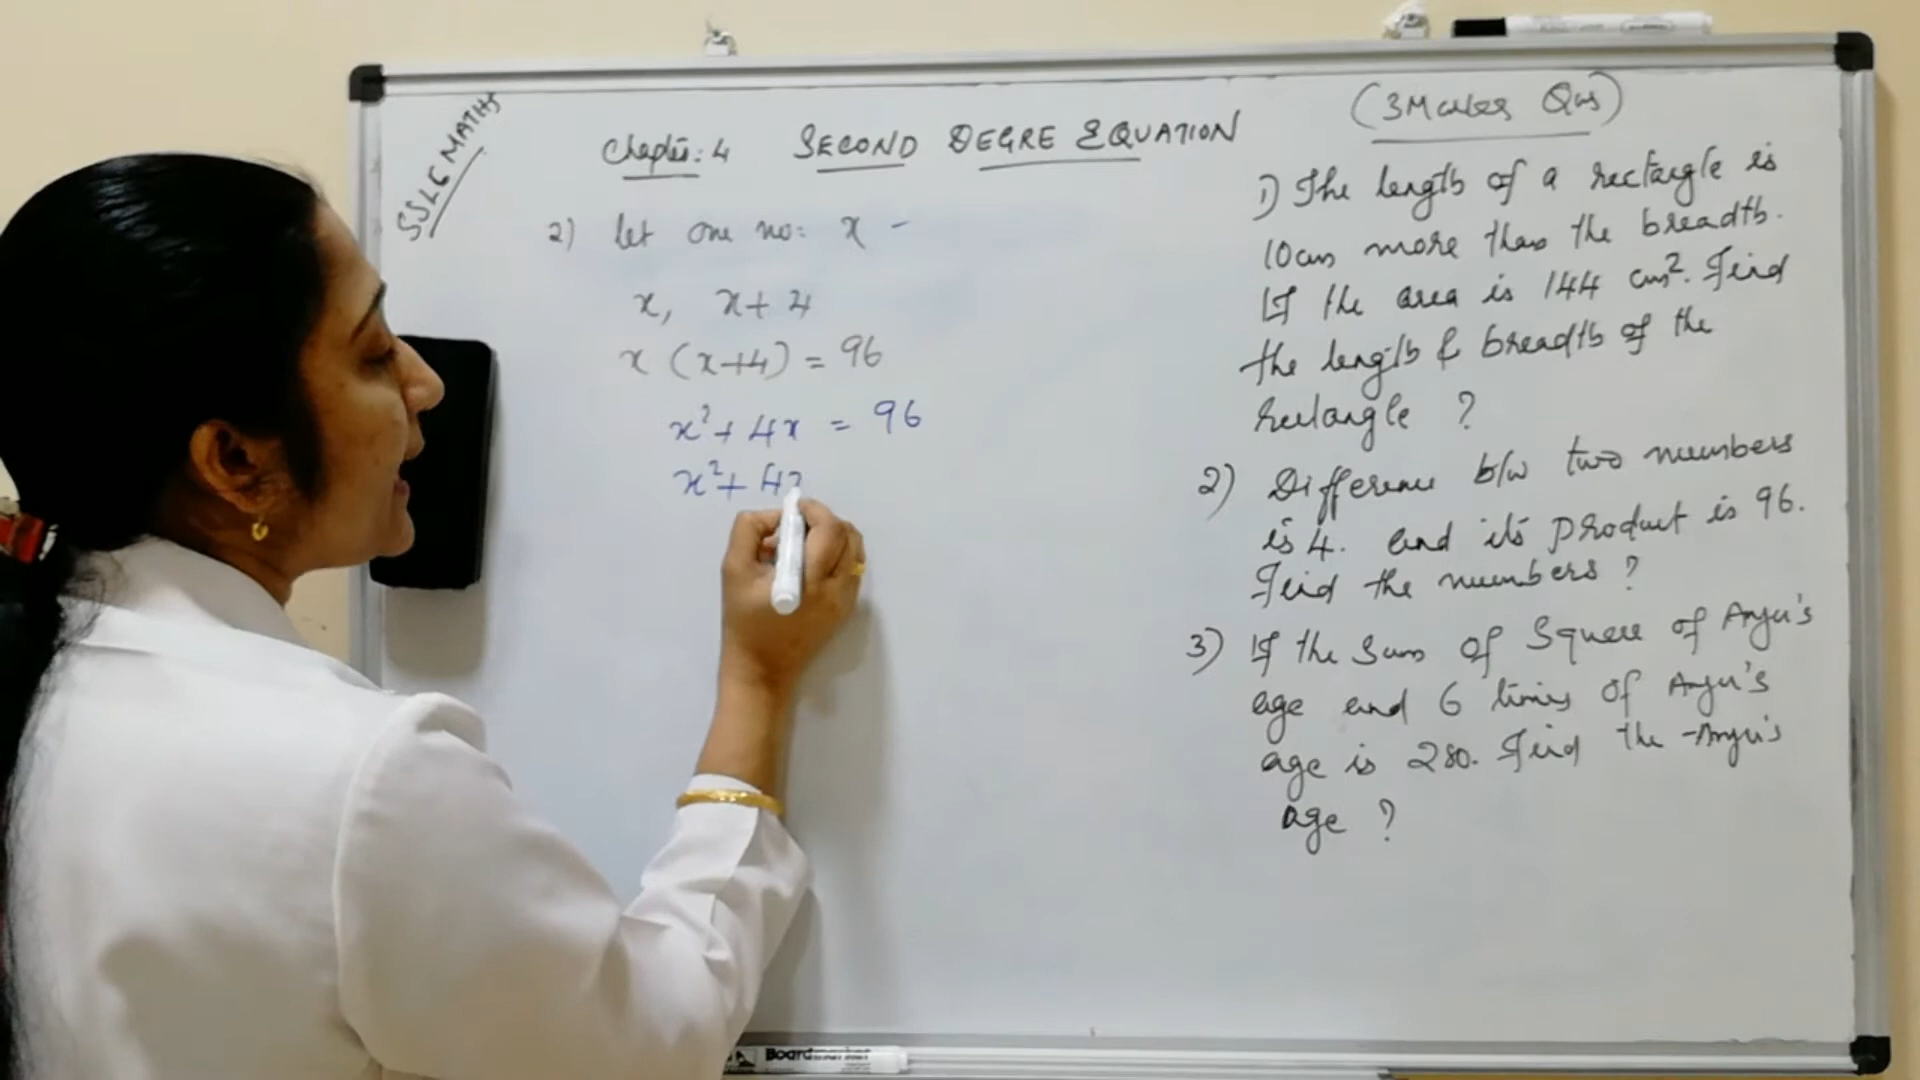 SSLC MATHS
Chapter: 4 SECOND DEGRE EQUATION
2) let one no: x -
x, x+4
x (x+4) = 96
x² + 4x = 96
x² + 4x
(3 Marks Qns)
1) The length of a rectangle is
10cm more than the breadth.
If the area is 144 cm². Find
the length & breadth of the
rectangle ?
2) Difference b/w two numbers
is 4. and its product is 96.
Find the numbers ?
3) If the Sum of Square of Anju's
age and 6 times of Anju's
age is 280. Find the Anju's
age ?
Boardmarker